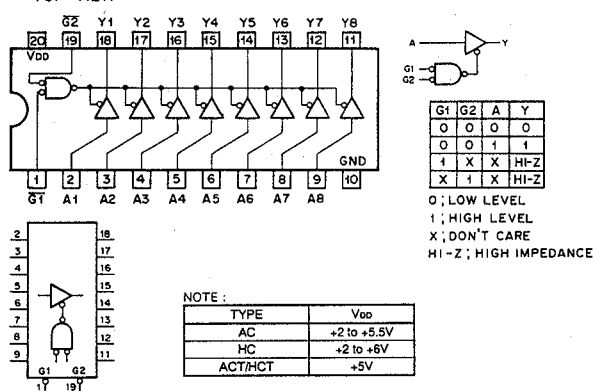 G2 Y1 Y2 Y3 Y4 Y5 Y6 Y7 Y8
20 19 18 17 16 15 14 13 12 11
VDD
GND
1 2 3 4 5 6 7 8 9 10
G1 A1 A2 A3 A4 A5 A6 A7 A8
A Y
G1
G2
G1 G2 A Y
0 0 0 0
0 0 1 1
1 X X HI-Z
X 1 X HI-Z
0 ; LOW LEVEL
1 ; HIGH LEVEL
X ; DON'T CARE
HI-Z ; HIGH IMPEDANCE
2 18
3 17
4 16
5 15
6 14
7 13
8 12
9 11
G1 G2
1 19
NOTE :
TYPE VDD
AC +2 to +5.5V
HC +2 to +6V
ACT/HCT +5V